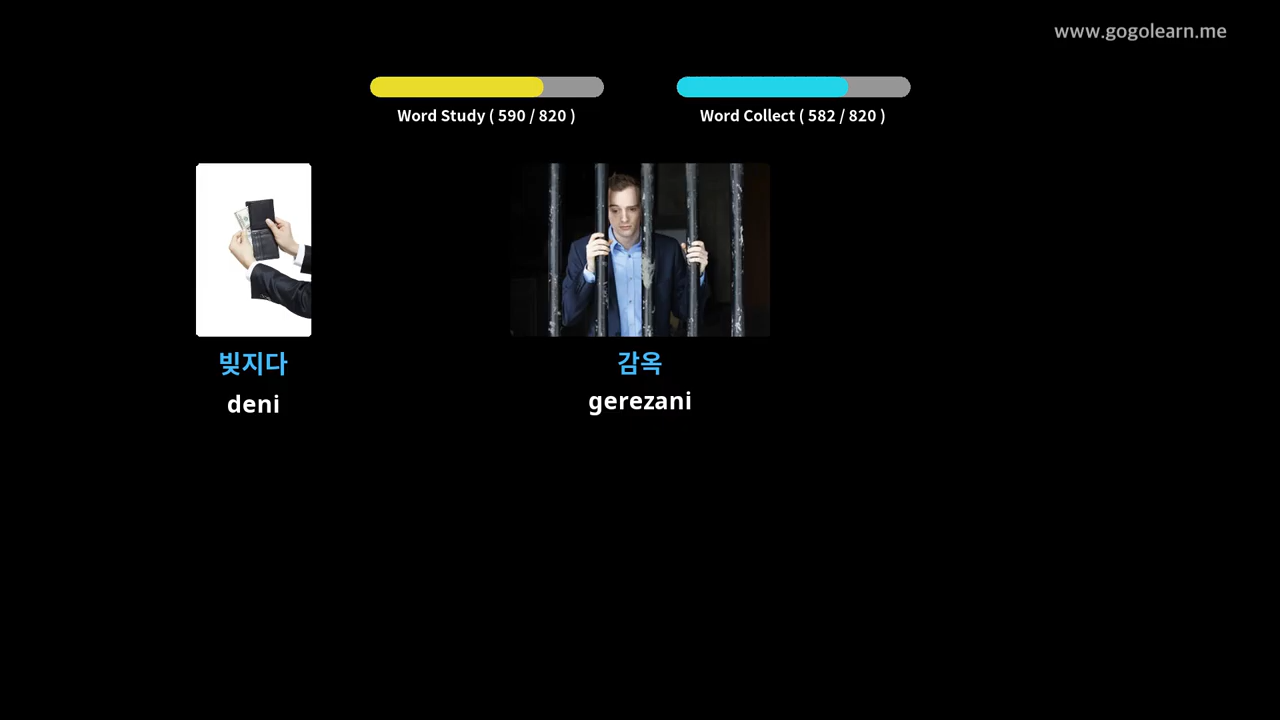 www.gogolearn.me
Word Study ( 590 / 820 )
Word Collect ( 582 / 820 )
빚지다
deni
감옥
gerezani